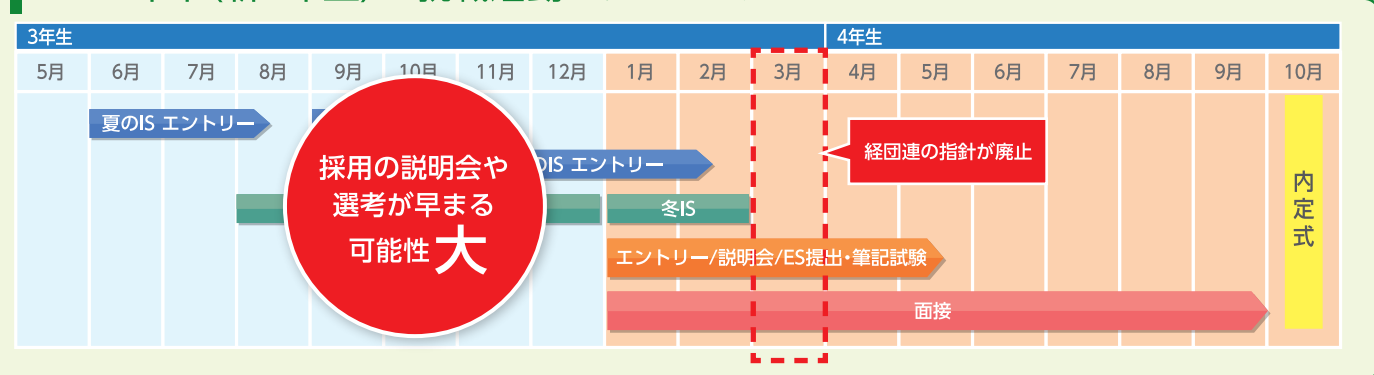 3年生
4年生
5月
6月
7月
8月
9月
10月
11月
12月
1月
2月
3月
4月
5月
6月
7月
8月
9月
10月
夏のIS エントリー
のIS エントリー
冬IS
エントリー/説明会/ES提出・筆記試験
面接
採用の説明会や
選考が早まる
可能性 大
経団連の指針が廃止
内定式